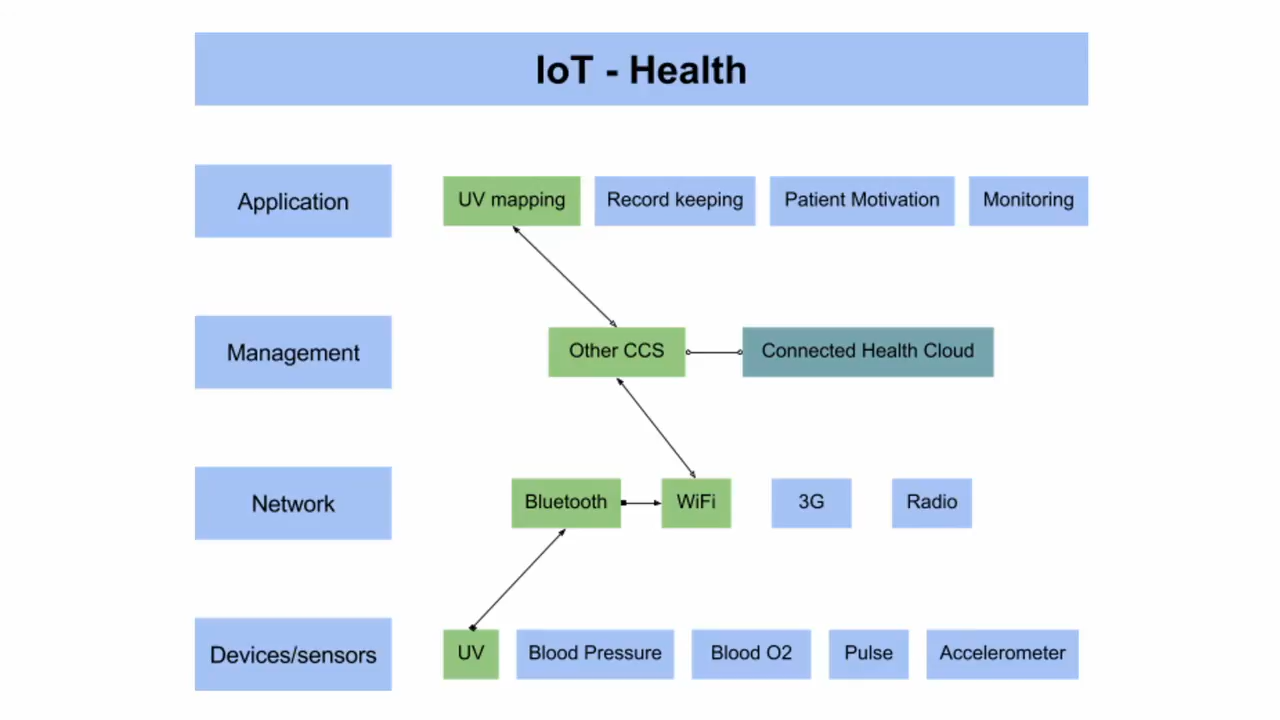 IoT - Health
Application
UV mapping
Record keeping
Patient Motivation
Monitoring
Management
Other CCS
Connected Health Cloud
Network
Bluetooth
WiFi
3G
Radio
Devices/sensors
UV
Blood Pressure
Blood O2
Pulse
Accelerometer